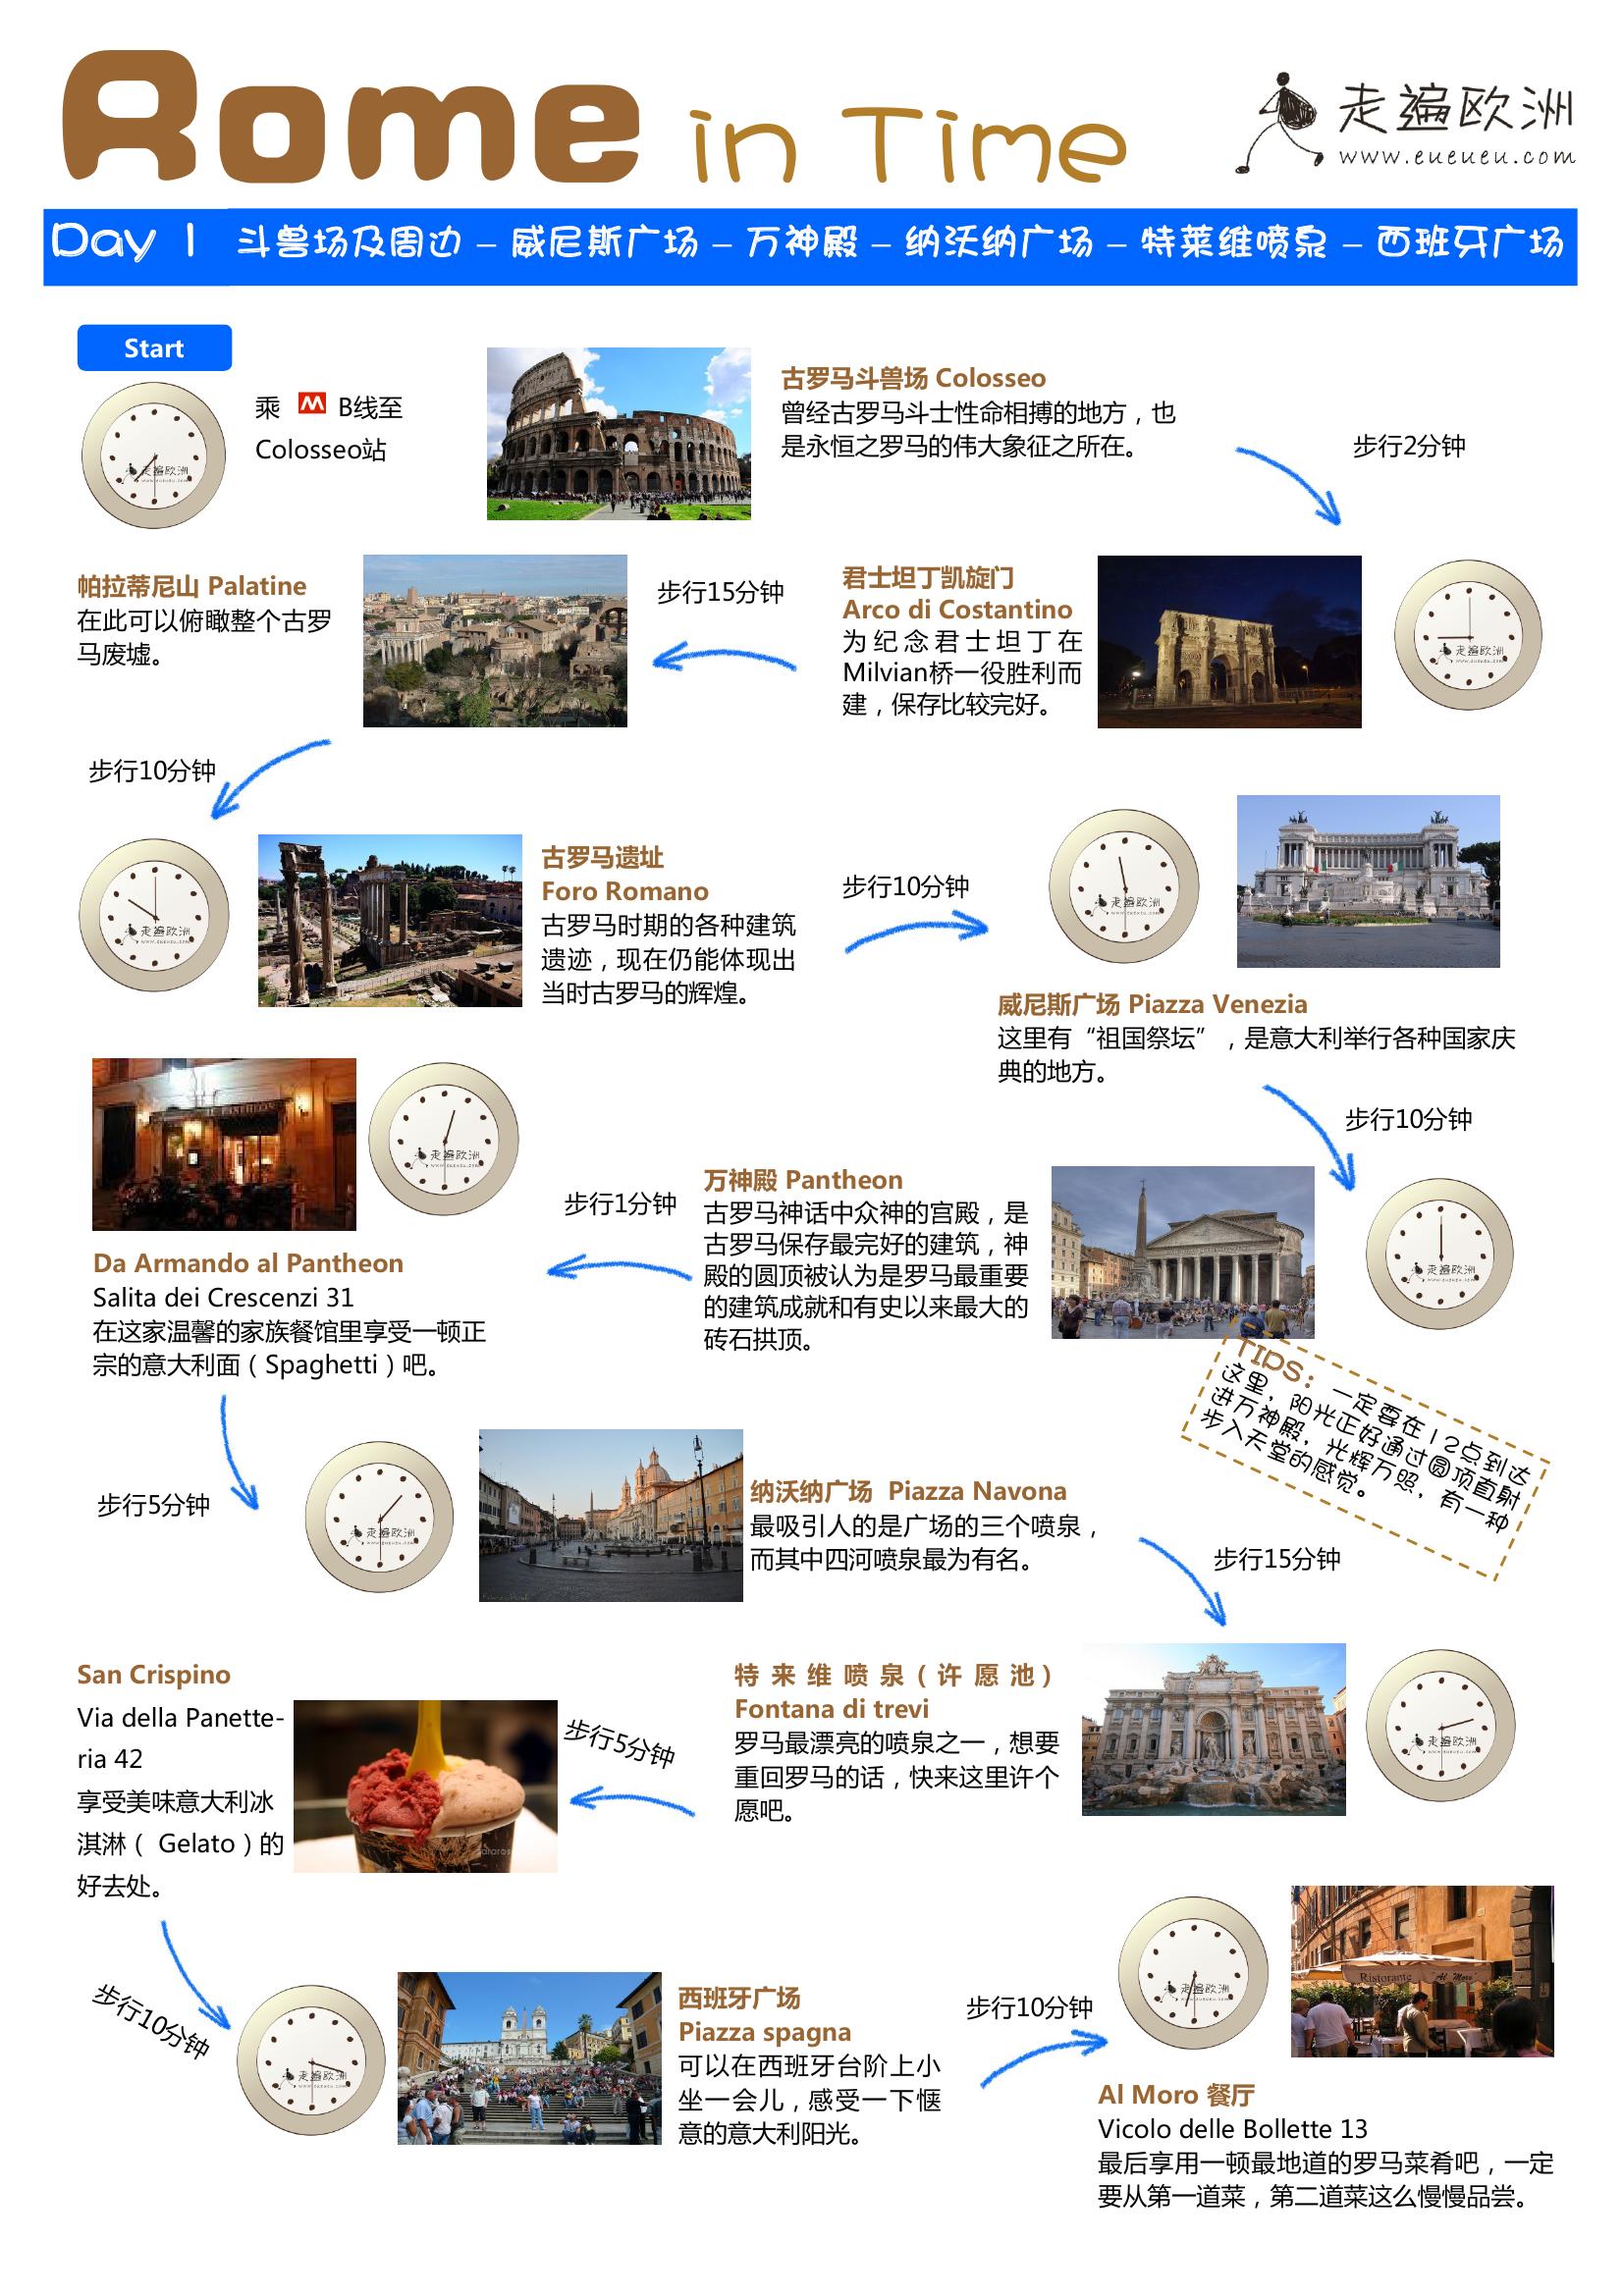 Rome in Time
走遍欧洲
www.eueueu.com
Day 1 斗兽场及周边 – 威尼斯广场 – 万神殿 – 纳沃纳广场 – 特莱维喷泉 – 西班牙广场
Start
乘 M B线至
Colosseo站
古罗马斗兽场 Colosseo
曾经古罗马斗士性命相搏的地方，也
是永恒之罗马的伟大象征之所在。
步行2分钟
君士坦丁凯旋门
Arco di Costantino
为纪念君士坦丁在
Milvian桥一役胜利而
建，保存比较完好。
步行15分钟
帕拉蒂尼山 Palatine
在此可以俯瞰整个古罗
马废墟。
步行10分钟
古罗马遗址
Foro Romano
古罗马时期的各种建筑
遗迹，现在仍能体现出
当时古罗马的辉煌。
步行10分钟
威尼斯广场 Piazza Venezia
这里有“祖国祭坛”，是意大利举行各种国家庆
典的地方。
步行10分钟
万神殿 Pantheon
古罗马神话中众神的宫殿，是
古罗马保存最完好的建筑，神
殿的圆顶被认为是罗马最重要
的建筑成就和有史以来最大的
砖石拱顶。
TIPS：一定要在12点到达
这里，阳光正好通过圆顶直射
进万神殿，光辉万照，有一种
步入天堂的感觉。
步行1分钟
PANTHEON
Da Armando al Pantheon
Salita dei Crescenzi 31
在这家温馨的家族餐馆里享受一顿正
宗的意大利面（Spaghetti）吧。
步行5分钟
纳沃纳广场 Piazza Navona
最吸引人的是广场的三个喷泉，
而其中四河喷泉最为有名。
步行15分钟
特来维喷泉(许愿池)
Fontana di trevi
罗马最漂亮的喷泉之一，想要
重回罗马的话，快来这里许个
愿吧。
步行5分钟
San Crispino
Via della Panette-
ria 42
享受美味意大利冰
淇淋（ Gelato）的
好去处。
步行10分钟
西班牙广场
Piazza spagna
可以在西班牙台阶上小
坐一会儿，感受一下惬
意的意大利阳光。
步行10分钟
Ristorante Al Moro
Al Moro 餐厅
Vicolo delle Bollette 13
最后享用一顿最地道的罗马菜肴吧，一定
要从第一道菜，第二道菜这么慢慢品尝。